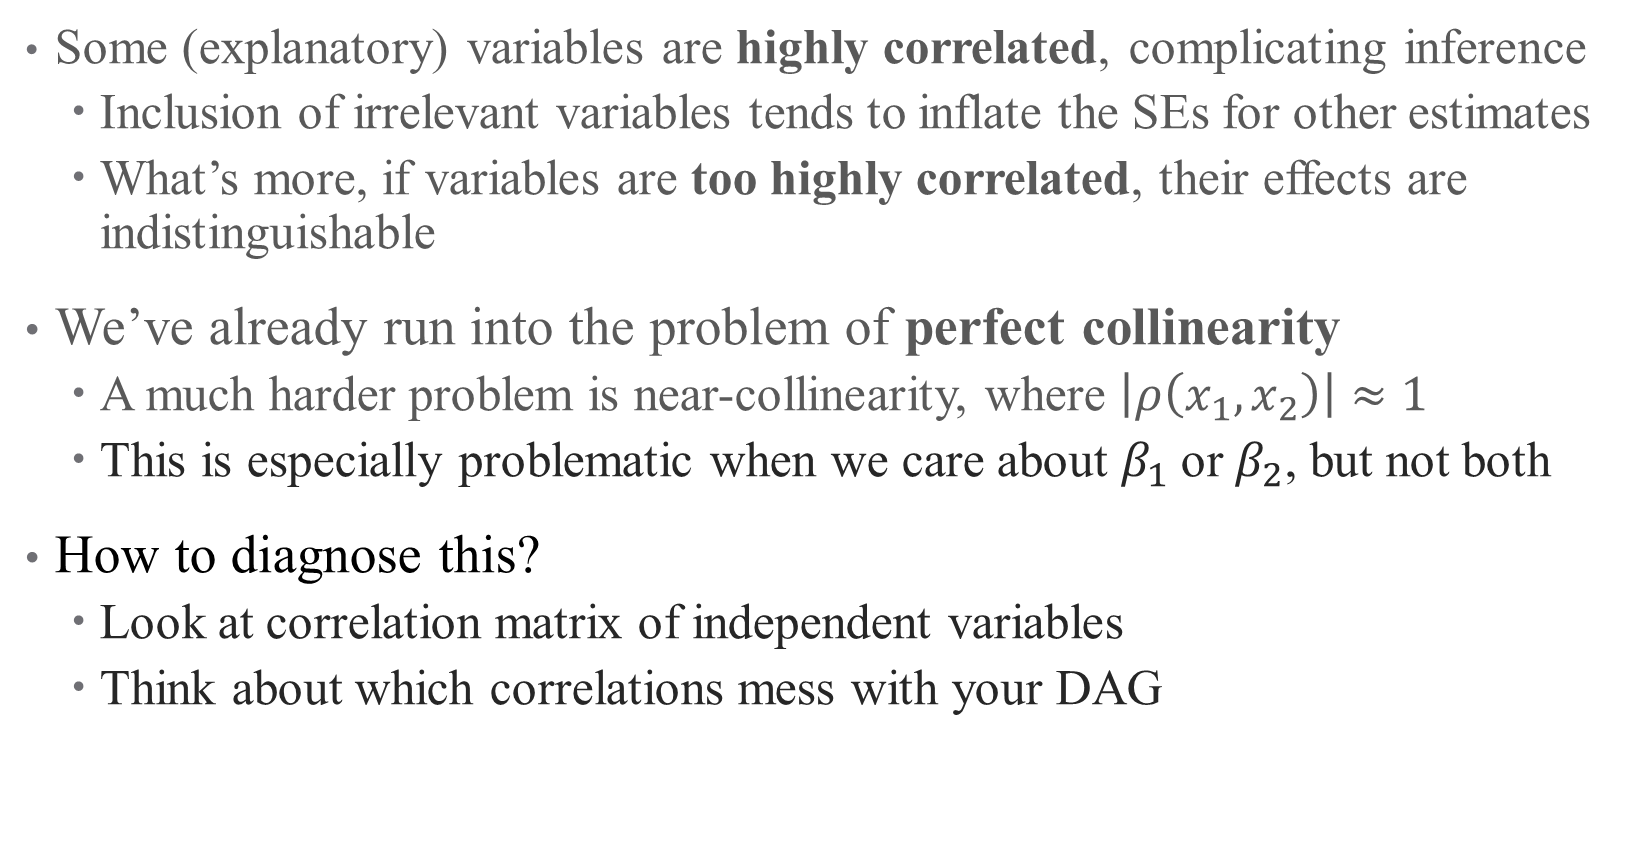 • Some (explanatory) variables are highly correlated, complicating inference
• Inclusion of irrelevant variables tends to inflate the SEs for other estimates
• What’s more, if variables are too highly correlated, their effects are
indistinguishable
• We’ve already run into the problem of perfect collinearity
• A much harder problem is near-collinearity, where |ρ(x₁, x₂)| ≈ 1
• This is especially problematic when we care about β₁ or β₂, but not both
• How to diagnose this?
• Look at correlation matrix of independent variables
• Think about which correlations mess with your DAG